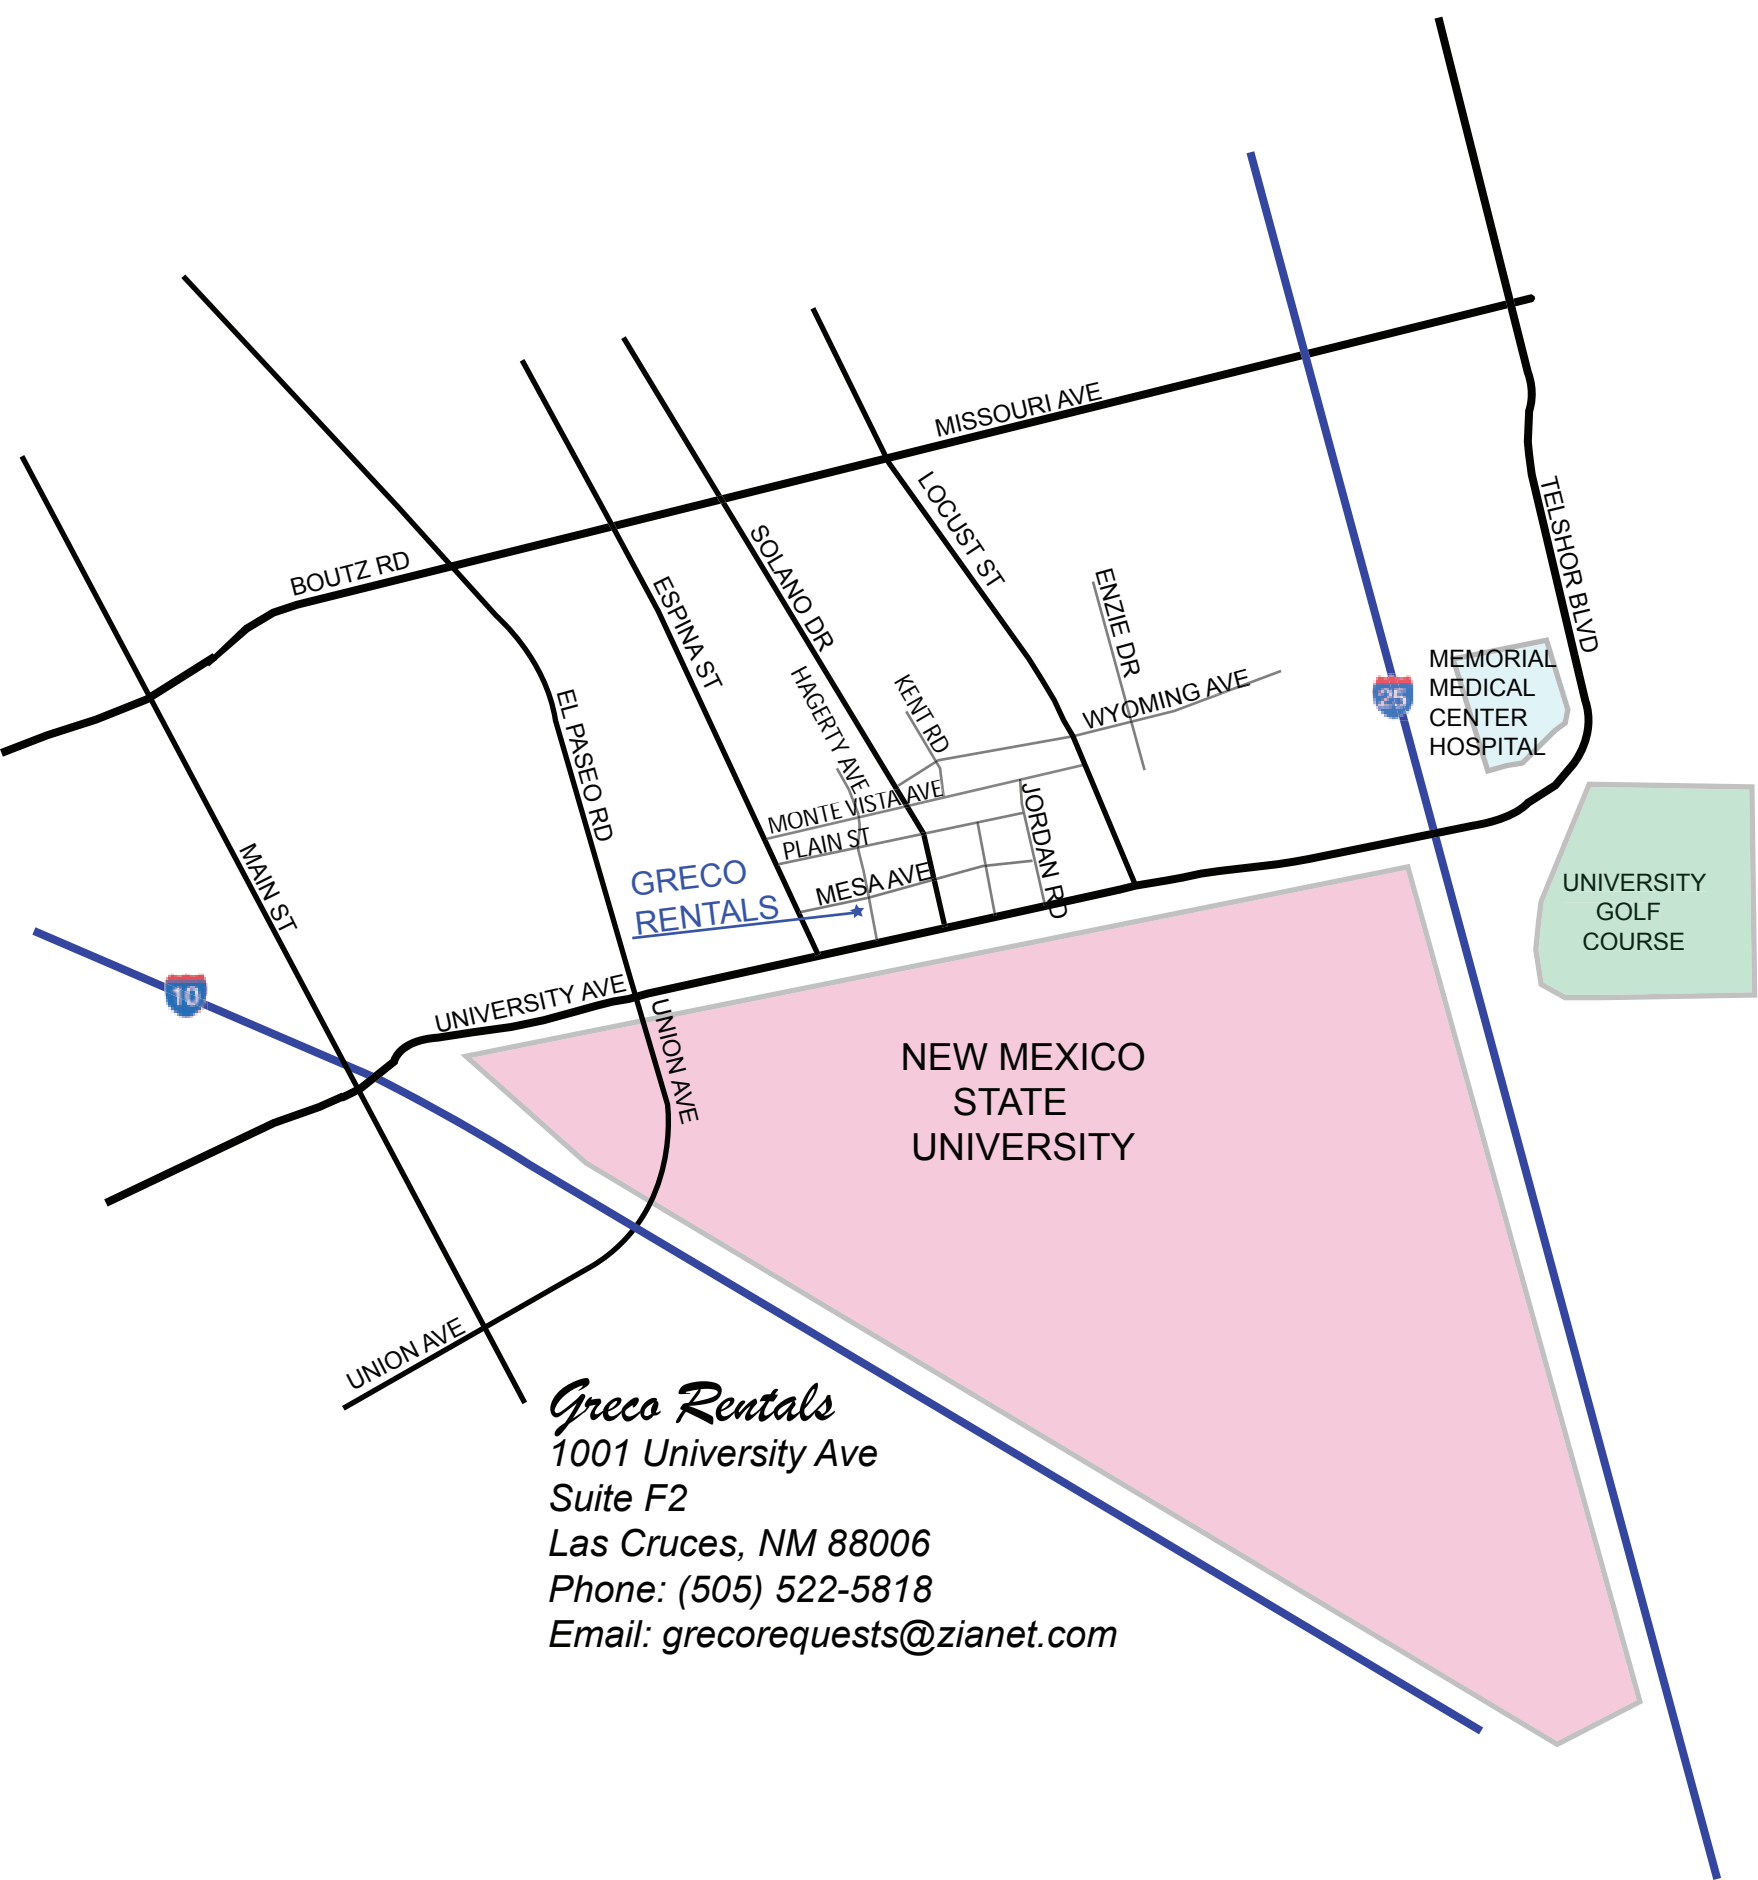 MISSOURI AVE
BOUTZ RD
LOCUST ST
SOLANO DR
ESPINA ST
ENZIE DR
TELSHOR BLVD
HAGERTY AVE
KENT RD
WYOMING AVE
MEMORIAL
MEDICAL
CENTER
HOSPITAL
25
EL PASEO RD
MONTE VISTA AVE
PLAIN ST
JORDAN RD
MESA AVE
MAIN ST
GRECO
RENTALS
UNIVERSITY
GOLF
COURSE
10
UNIVERSITY AVE
UNION AVE
NEW MEXICO
STATE
UNIVERSITY
UNION AVE
Greco Rentals
1001 University Ave
Suite F2
Las Cruces, NM 88006
Phone: (505) 522-5818
Email: grecorequests@zianet.com